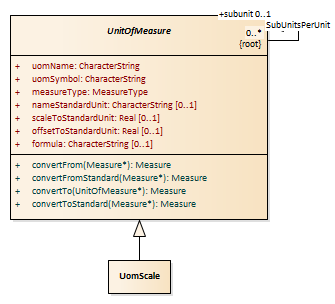 +subunit 0..1
UnitOfMeasure
SubUnitsPerUnit
0..*
{root}
+ uomName: CharacterString
+ uomSymbol: CharacterString
+ measureType: MeasureType
+ nameStandardUnit: CharacterString [0..1]
+ scaleToStandardUnit: Real [0..1]
+ offsetToStandardUnit: Real [0..1]
+ formula: CharacterString [0..1]
+ convertFrom(Measure*): Measure
+ convertFromStandard(Measure*): Measure
+ convertTo(UnitOfMeasure*): Measure
+ convertToStandard(Measure*): Measure
UomScale